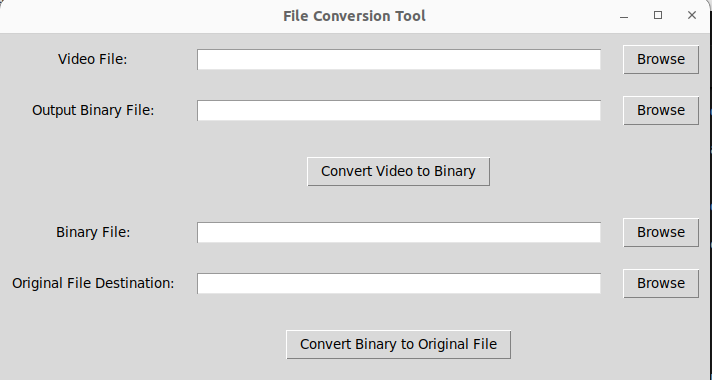 File Conversion Tool
Video File: Browse
Output Binary File: Browse
Convert Video to Binary
Binary File: Browse
Original File Destination: Browse
Convert Binary to Original File